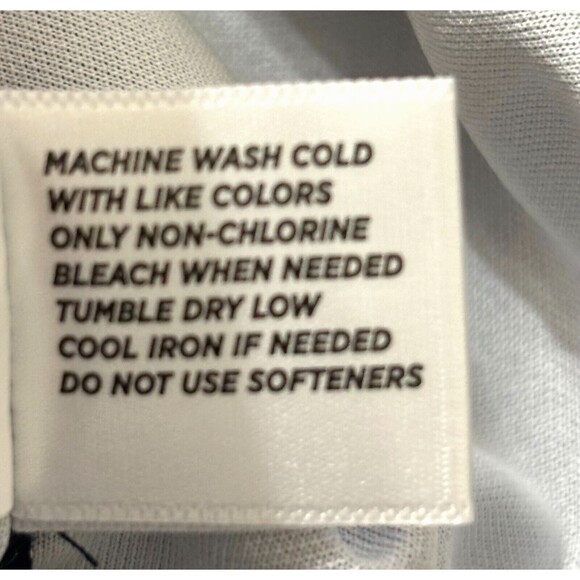 MACHINE WASH COLD
WITH LIKE COLORS
ONLY NON-CHLORINE
BLEACH WHEN NEEDED
TUMBLE DRY LOW
COOL IRON IF NEEDED
DO NOT USE SOFTENERS